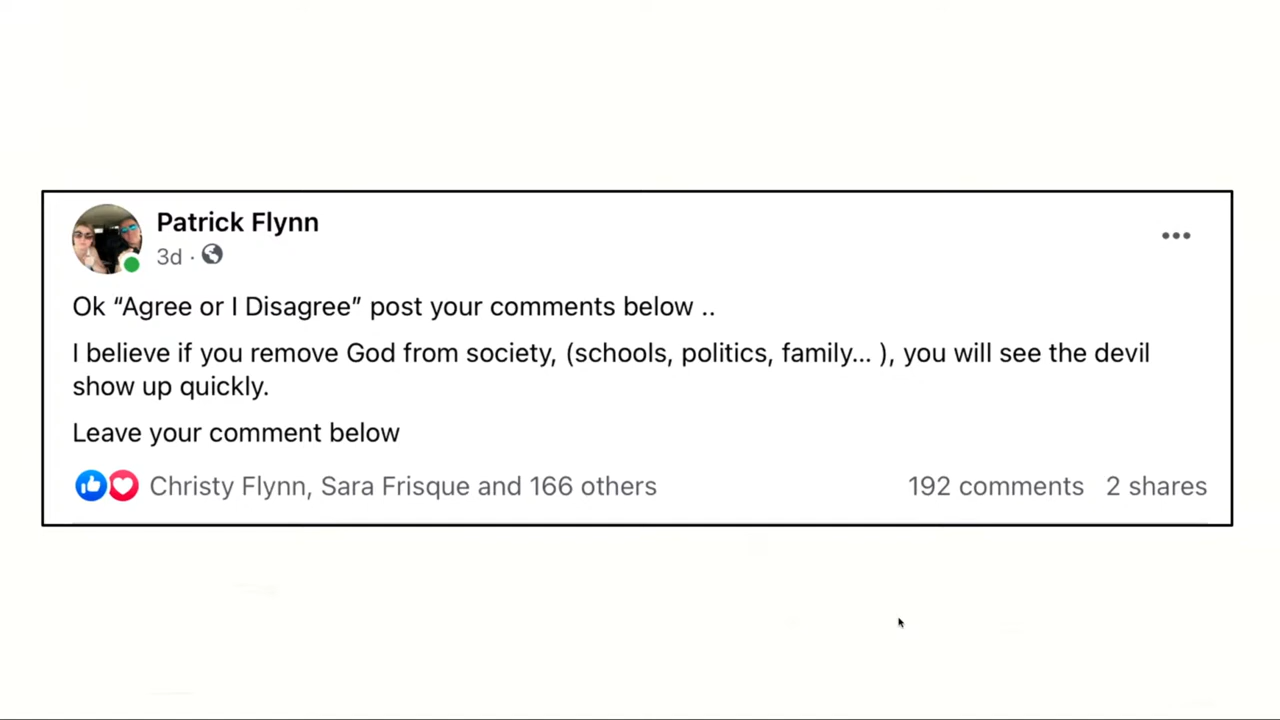 Patrick Flynn
3d ·
Ok “Agree or I Disagree” post your comments below ..
I believe if you remove God from society, (schools, politics, family... ), you will see the devil
show up quickly.
Leave your comment below
Christy Flynn, Sara Frisque and 166 others 192 comments 2 shares